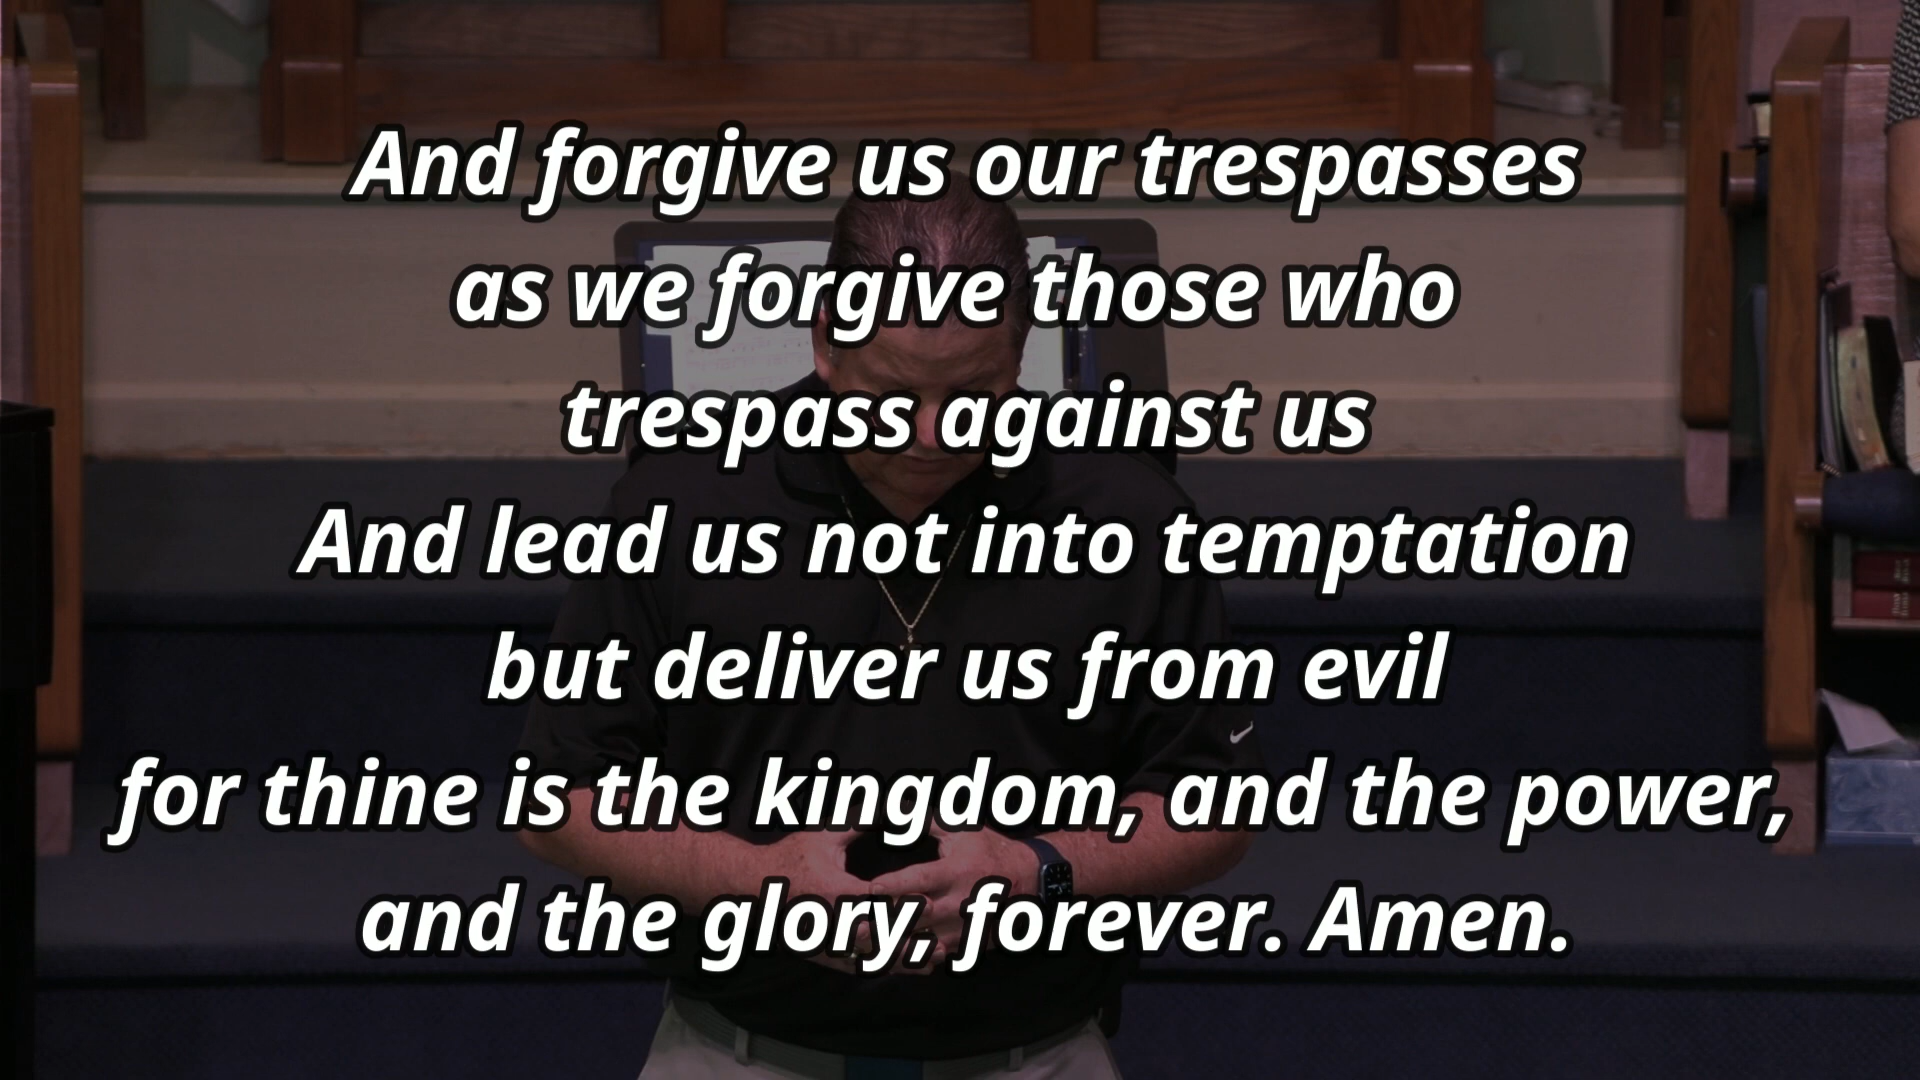 And forgive us our trespasses
as we forgive those who
trespass against us
And lead us not into temptation
but deliver us from evil
for thine is the kingdom, and the power,
and the glory, forever. Amen.